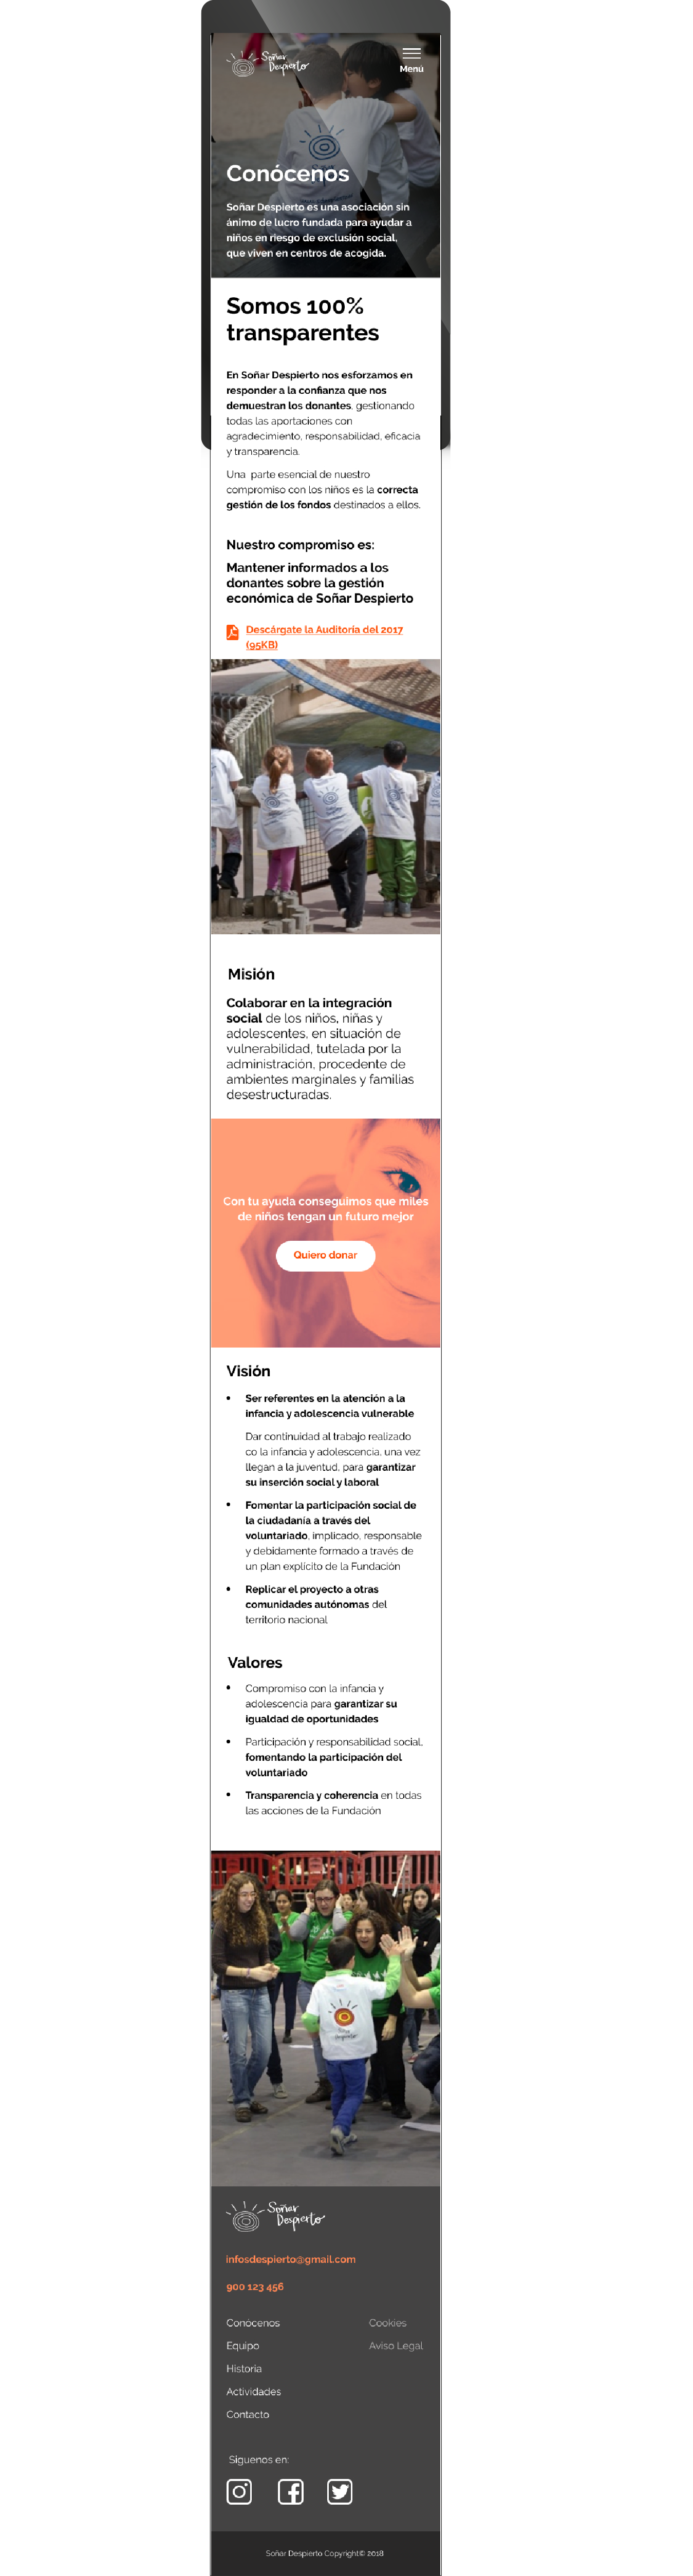 Soñar
Despierto
Menú
Conócenos
Soñar Despierto es una asociación sin
ánimo de lucro fundada para ayudar a
niños en riesgo de exclusión social,
que viven en centros de acogida.
Somos 100%
transparentes
En Soñar Despierto nos esforzamos en
responder a la confianza que nos
demuestran los donantes, gestionando
todas las aportaciones con
agradecimiento, responsabilidad, eficacia
y transparencia.
Una parte esencial de nuestro
compromiso con los niños es la correcta
gestión de los fondos destinados a ellos.
Nuestro compromiso es:
Mantener informados a los
donantes sobre la gestión
económica de Soñar Despierto
Descárgate la Auditoría del 2017
(95KB)
Misión
Colaborar en la integración
social de los niños, niñas y
adolescentes, en situación de
vulnerabilidad, tutelada por la
administración, procedente de
ambientes marginales y familias
desestructuradas.
Con tu ayuda conseguimos que miles
de niños tengan un futuro mejor
Quiero donar
Visión
• Ser referentes en la atención a la
infancia y adolescencia vulnerable
Dar continuidad al trabajo realizado
co la infancia y adolescencia, una vez
llegan a la juventud, para garantizar
su inserción social y laboral
• Fomentar la participación social de
la ciudadanía a través del
voluntariado, implicado, responsable
y debidamente formado a través de
un plan explícito de la Fundación
• Replicar el proyecto a otras
comunidades autónomas del
territorio nacional
Valores
• Compromiso con la infancia y
adolescencia para garantizar su
igualdad de oportunidades
• Participación y responsabilidad social,
fomentando la participación del
voluntariado
• Transparencia y coherencia en todas
las acciones de la Fundación
Soñar
Despierto
infosdespierto@gmail.com
900 123 456
Conócenos
Cookies
Equipo
Aviso Legal
Historia
Actividades
Contacto
Síguenos en:
Soñar Despierto Copyright© 2018